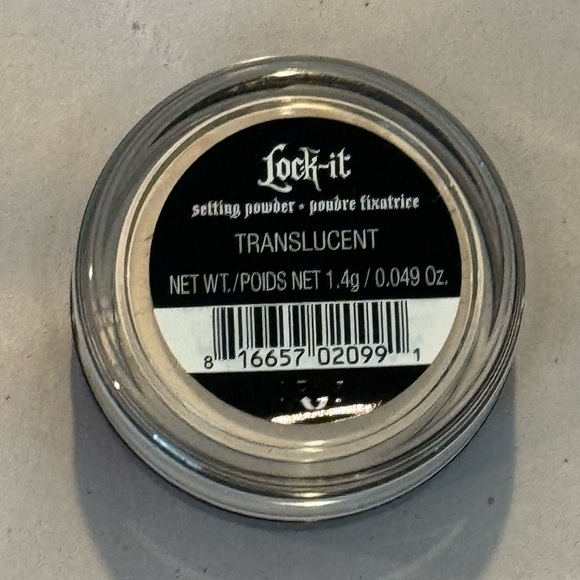 Lock-it
setting powder • poudre fixatrice
TRANSLUCENT
NET WT./POIDS NET 1.4g / 0.049 Oz.
8 16657 02099 1